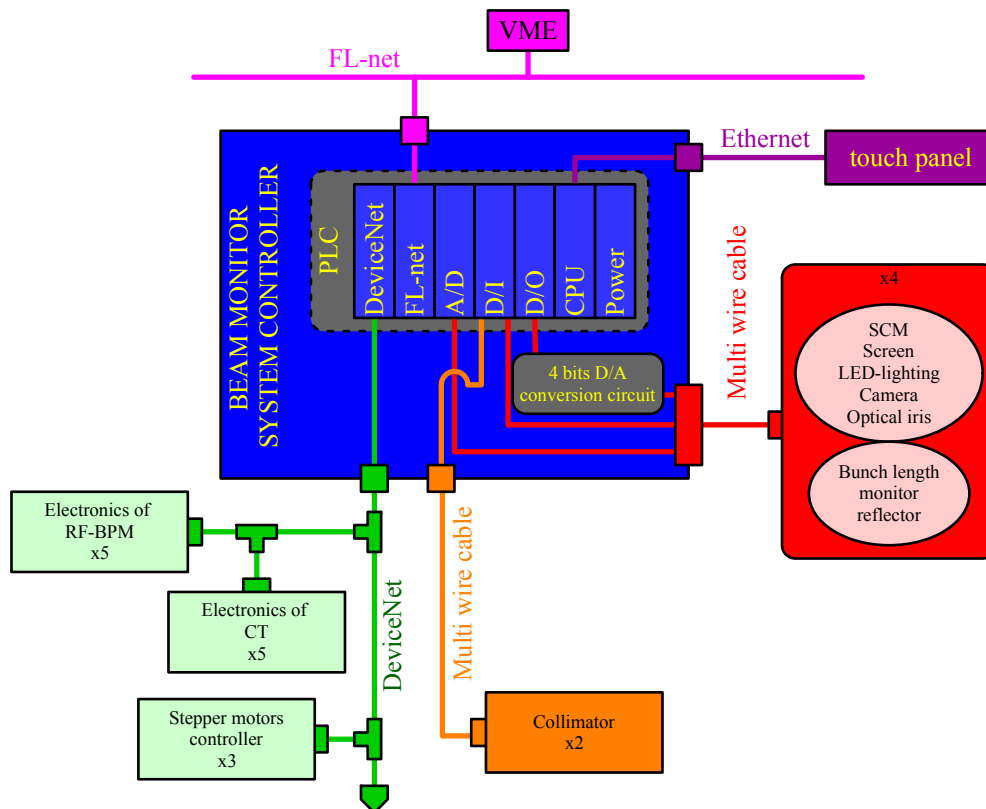 VME
FL-net
Ethernet
touch panel
BEAM MONITOR
SYSTEM CONTROLLER
PLC
DeviceNet
FL-net
A/D
D/I
D/O
CPU
Power
4 bits D/A
conversion circuit
Multi wire cable
x4
SCM
Screen
LED-lighting
Camera
Optical iris
Bunch length
monitor
reflector
Electronics of
RF-BPM
x5
Electronics of
CT
x5
DeviceNet
Multi wire cable
Stepper motors
controller
x3
Collimator
x2